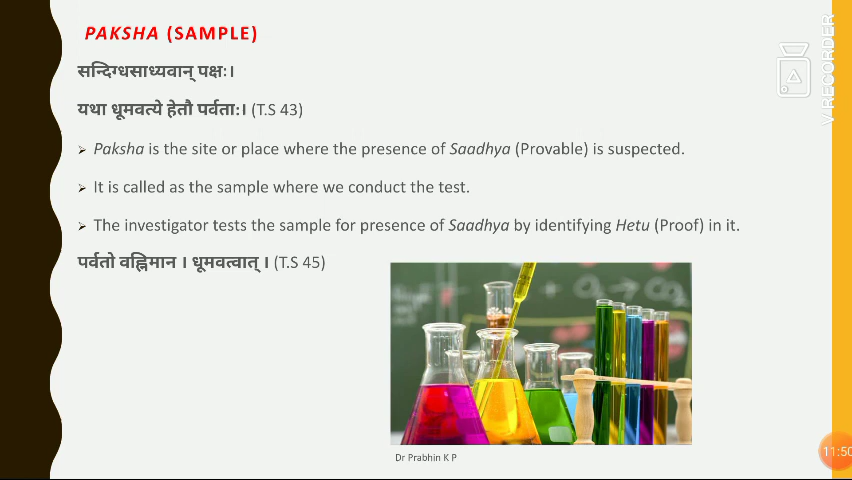 PAKSHA (SAMPLE)
सन्दिग्धसाध्यवान् पक्षः।
यथा धूमवत्ये हेतौ पर्वताः। (T.S 43)
Paksha is the site or place where the presence of Saadhya (Provable) is suspected.
It is called as the sample where we conduct the test.
The investigator tests the sample for presence of Saadhya by identifying Hetu (Proof) in it.
पर्वतो वह्निमान । धूमवत्वात् । (T.S 45)
Dr Prabhin K P
V RECORDER
11:50